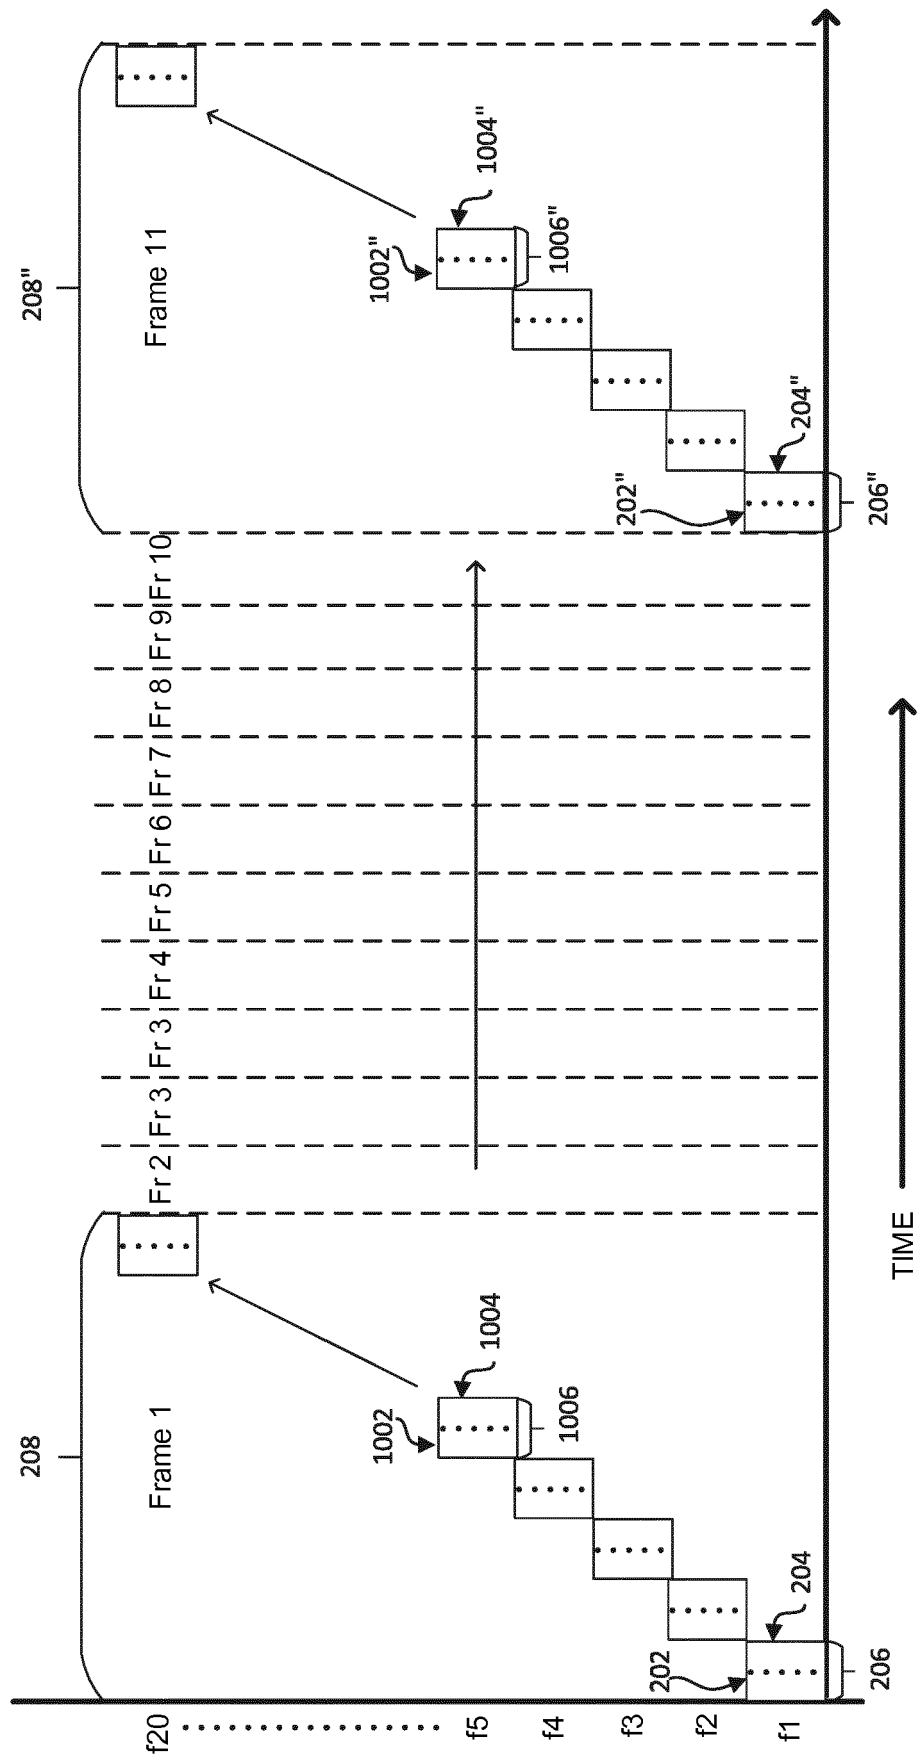 208
208"
Frame 1
Fr 2
Fr 3
Fr 3
Fr 4
Fr 5
Fr 6
Fr 7
Fr 8
Fr 9
Fr 10
Frame 11
f20
f5
f4
f3
f2
f1
1002
1004
1006
202
204
206
1002"
1004"
1006"
202"
204"
206"
TIME